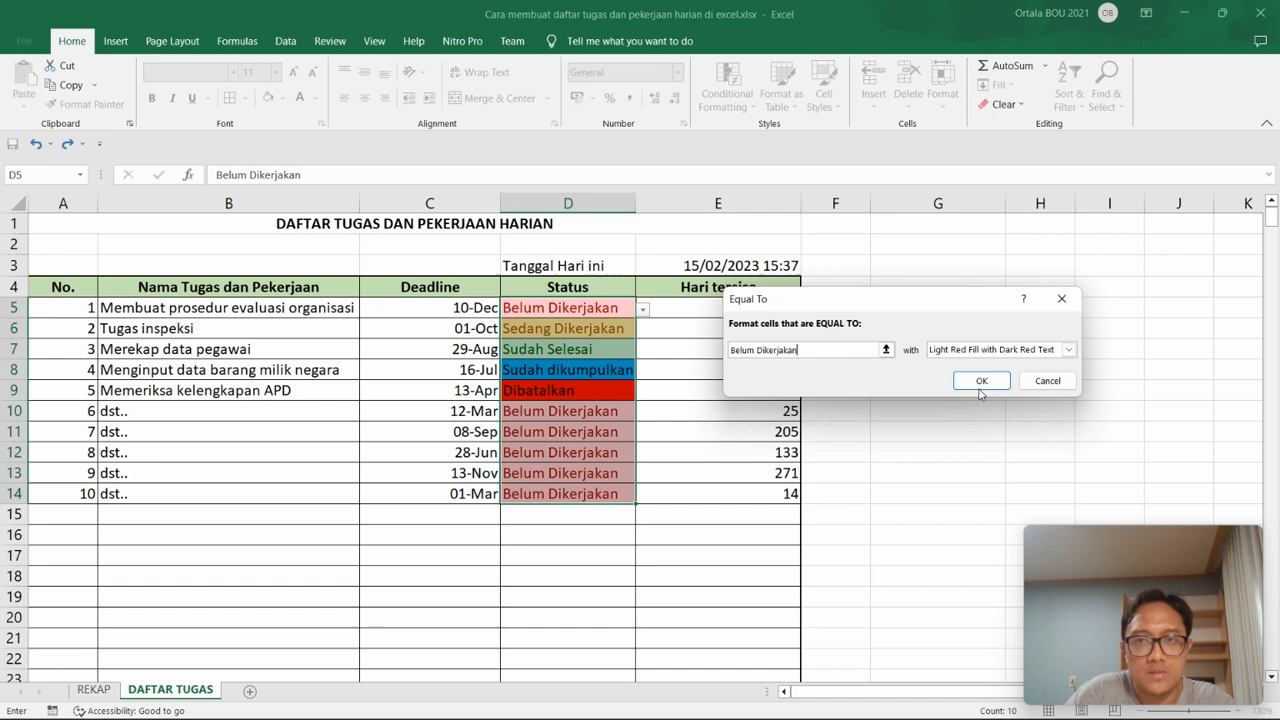 Cara membuat daftar tugas dan pekerjaan harian di excel.xlsx - Excel
Ortala BOU 2021
OB
File Home Insert Page Layout Formulas Data Review View Help Nitro Pro Team Tell me what you want to do
Paste
Cut
Copy
Format Painter
Clipboard
11
Font
Wrap Text
Merge & Center
Alignment
General
Number
Conditional Formatting
Format as Table
Cell Styles
Styles
Insert
Delete
Format
Cells
AutoSum
Fill
Clear
Sort & Filter
Find & Select
Editing
D5
Belum Dikerjakan
A B C D E F G H I J K
1 DAFTAR TUGAS DAN PEKERJAAN HARIAN
2
3 Tanggal Hari ini 15/02/2023 15:37
4 No. Nama Tugas dan Pekerjaan Deadline Status
5 1 Membuat prosedur evaluasi organisasi 10-Dec Belum Dikerjakan
6 2 Tugas inspeksi 01-Oct Sedang Dikerjakan
7 3 Merekap data pegawai 29-Aug Sudah Selesai
8 4 Menginput data barang milik negara 16-Jul Sudah dikumpulkan
9 5 Memeriksa kelengkapan APD 13-Apr Dibatalkan
10 6 dst.. 12-Mar Belum Dikerjakan 25
11 7 dst.. 08-Sep Belum Dikerjakan 205
12 8 dst.. 28-Jun Belum Dikerjakan 133
13 9 dst.. 13-Nov Belum Dikerjakan 271
14 10 dst.. 01-Mar Belum Dikerjakan 14
15
16
17
18
19
20
21
22
23
Equal To
?
Format cells that are EQUAL TO:
Belum Dikerjakan with Light Red Fill with Dark Red Text
OK Cancel
REKAP DAFTAR TUGAS
Enter
Accessibility: Good to go
Count: 10
130%